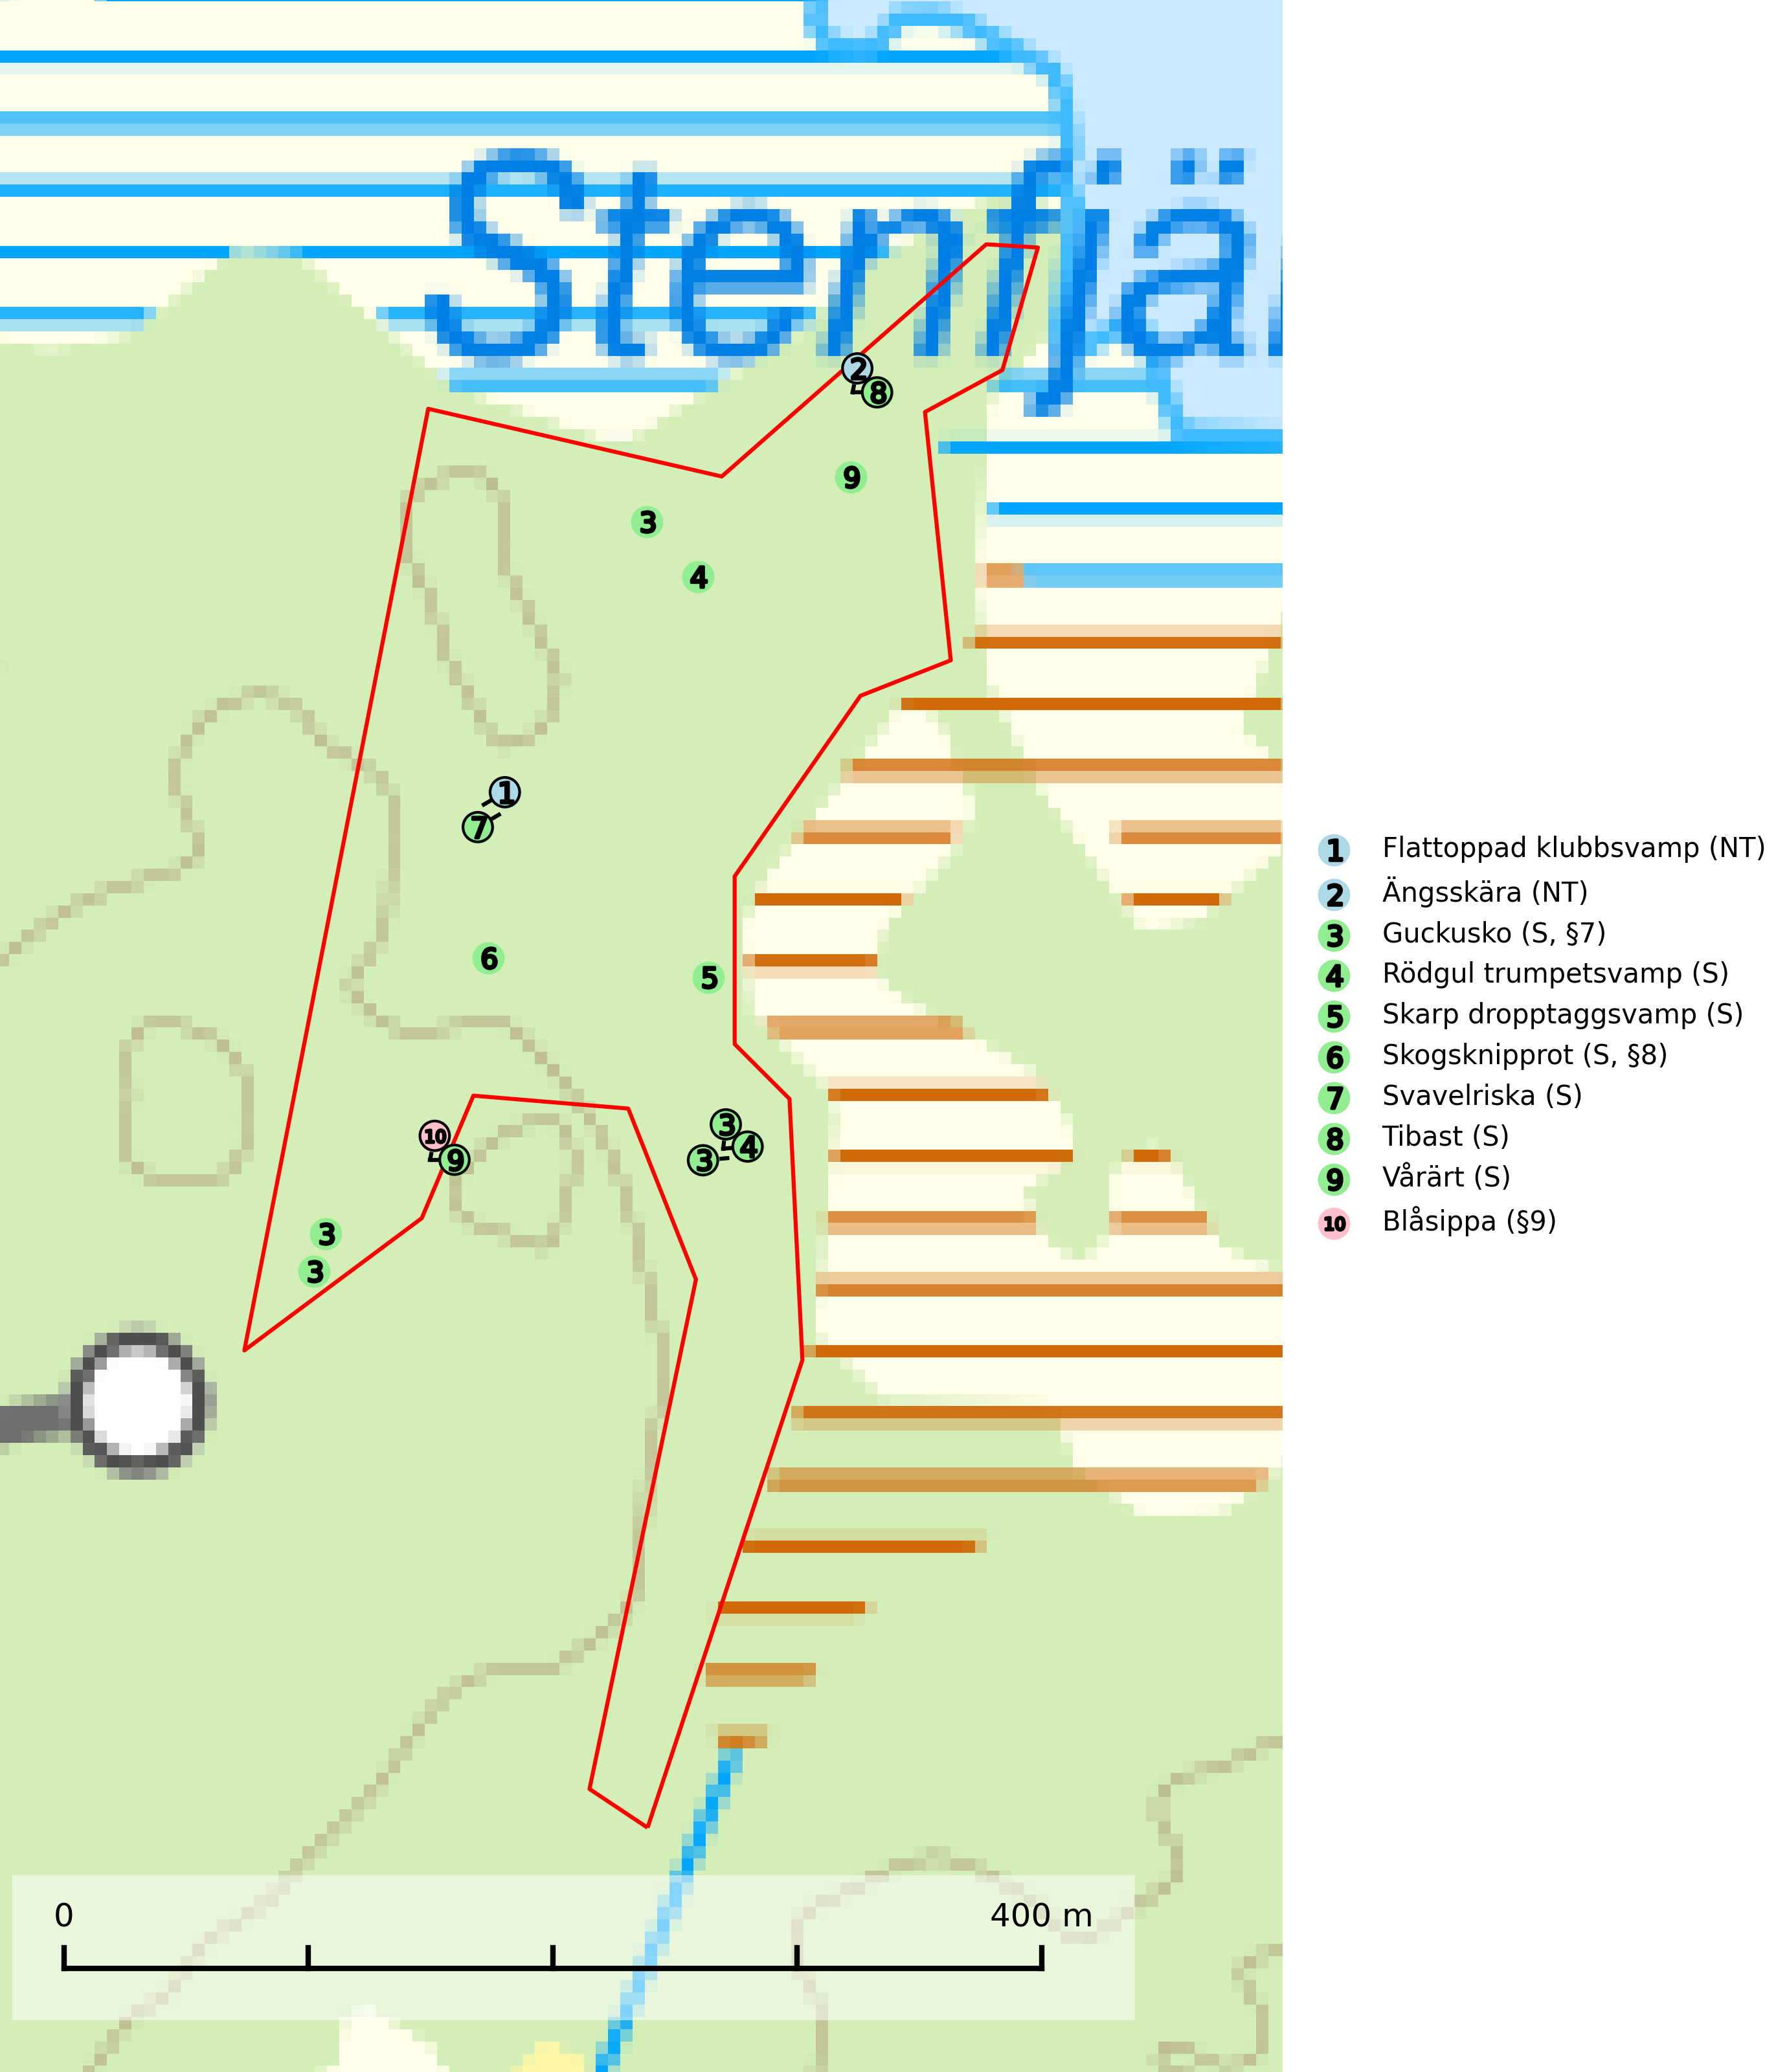 Sternfjä
2
8
9
3
4
1
7
6
5
3
4
3
10
9
3
3
0
400 m
1 Flattoppad klubbsvamp (NT)
2 Ängsskära (NT)
3 Guckusko (S, §7)
4 Rödgul trumpetsvamp (S)
5 Skarp dropptaggsvamp (S)
6 Skogsknipprot (S, §8)
7 Svavelriska (S)
8 Tibast (S)
9 Vårärt (S)
10 Blåsippa (§9)